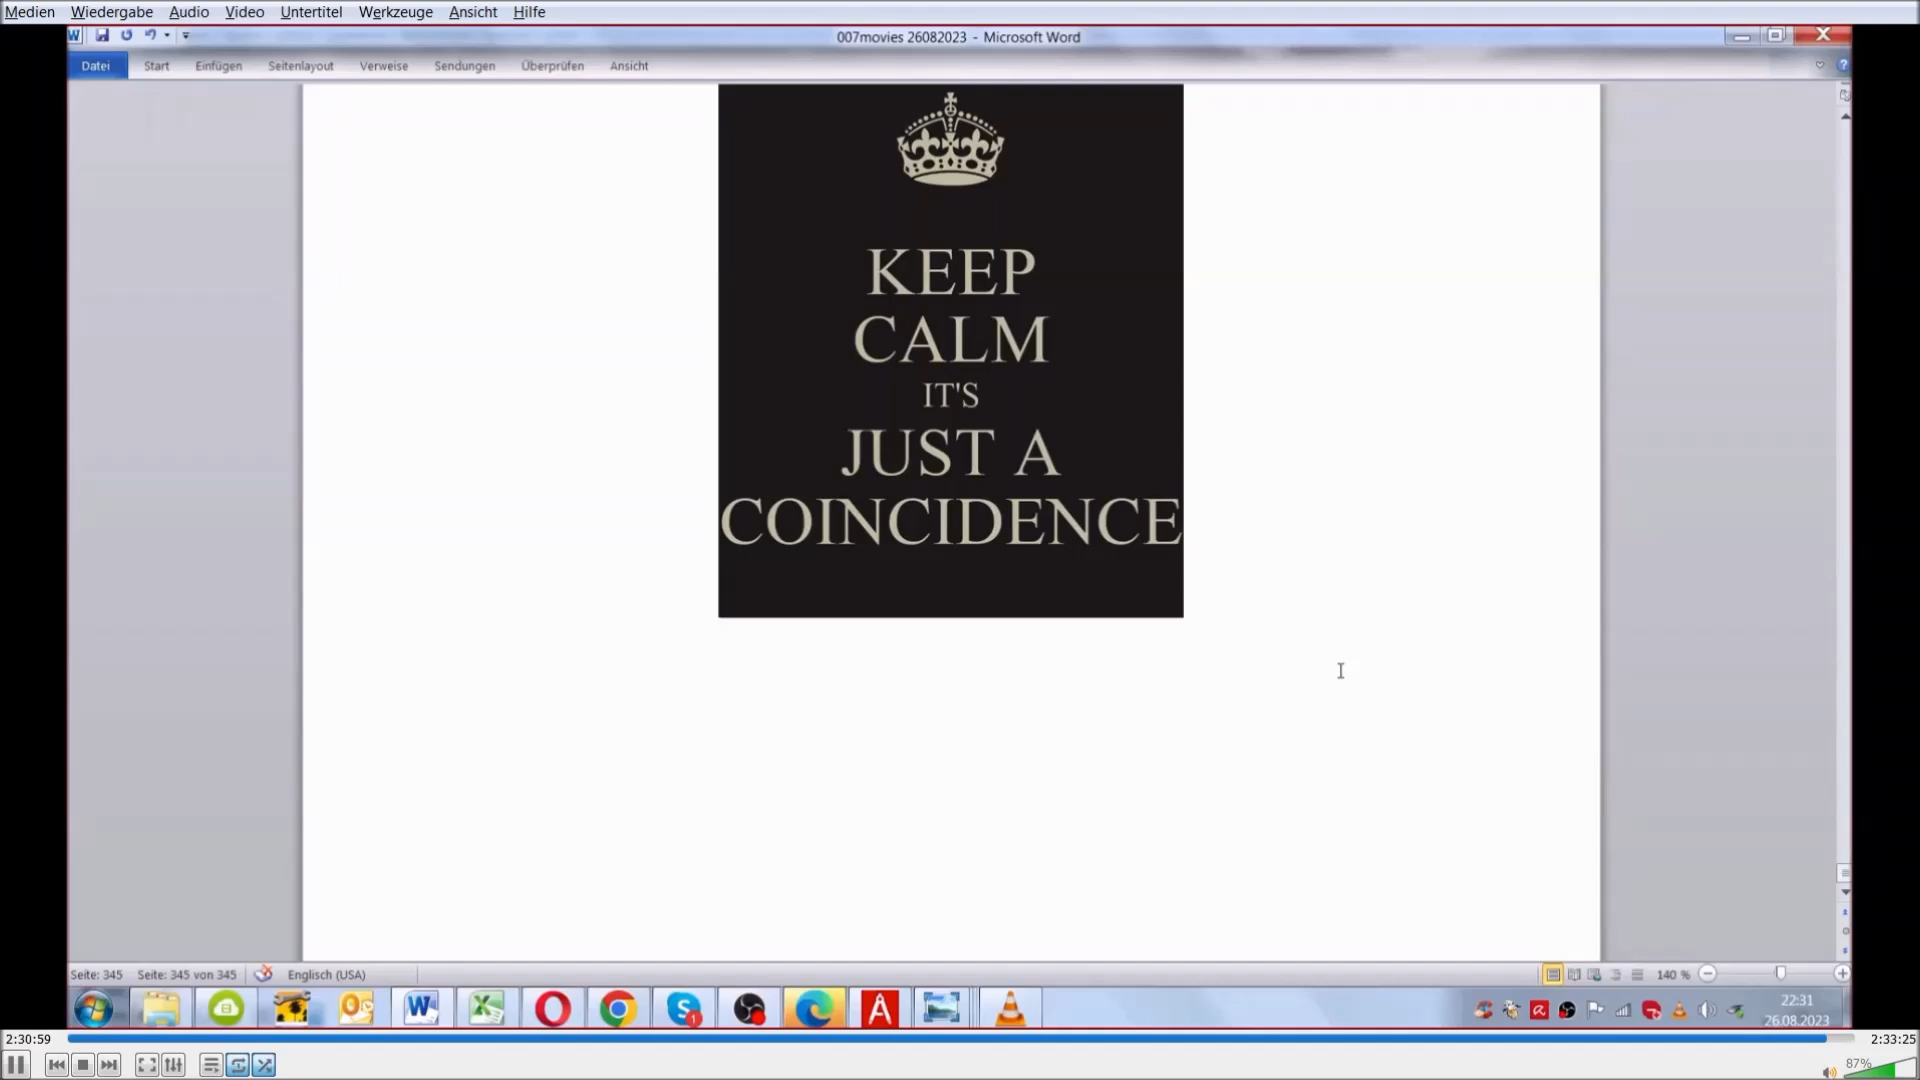 Medien Wiedergabe Audio Video Untertitel Werkzeuge Ansicht Hilfe
007movies 26082023 - Microsoft Word
Datei Start Einfügen Seitenlayout Verweise Sendungen Überprüfen Ansicht
KEEP
CALM
IT'S
JUST A
COINCIDENCE
Seite: 345 Seite: 345 von 345 Englisch (USA) 140 %
22:31
26.08.2023
2:30:59 2:33:25
87%